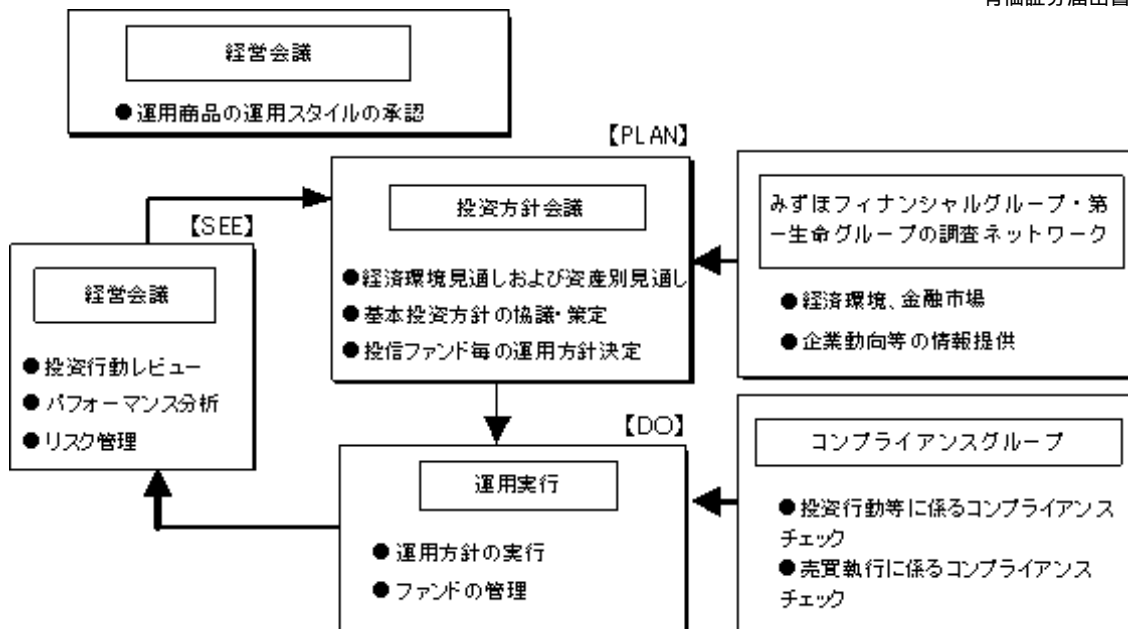 有価証券届出書
経営会議
●運用商品の運用スタイルの承認
【PLAN】
投資方針会議
●経済環境見通しおよび資産別見通し
●基本投資方針の協議・策定
●投信ファンド毎の運用方針決定
みずほフィナンシャルグループ・第
一生命グループの調査ネットワーク
●経済環境、金融市場
●企業動向等の情報提供
【SEE】
経営会議
●投資行動レビュー
●パフォーマンス分析
●リスク管理
【DO】
運用実行
●運用方針の実行
●ファンドの管理
コンプライアンスグループ
●投資行動等に係るコンプライアンス
チェック
●売買執行に係るコンプライアンス
チェック